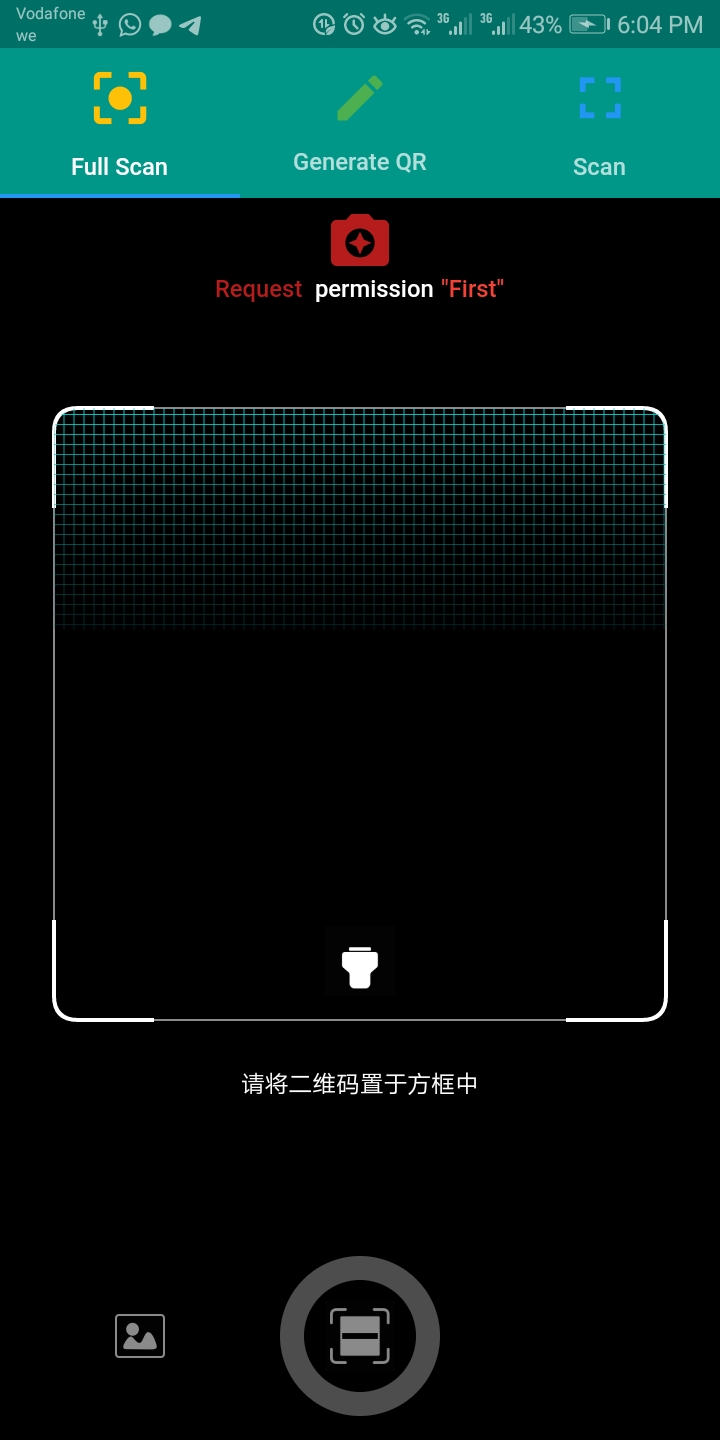 Vodafone
we
3G 3G 43% 6:04 PM
Full Scan
Generate QR
Scan
Request permission "First"
请将二维码置于方框中